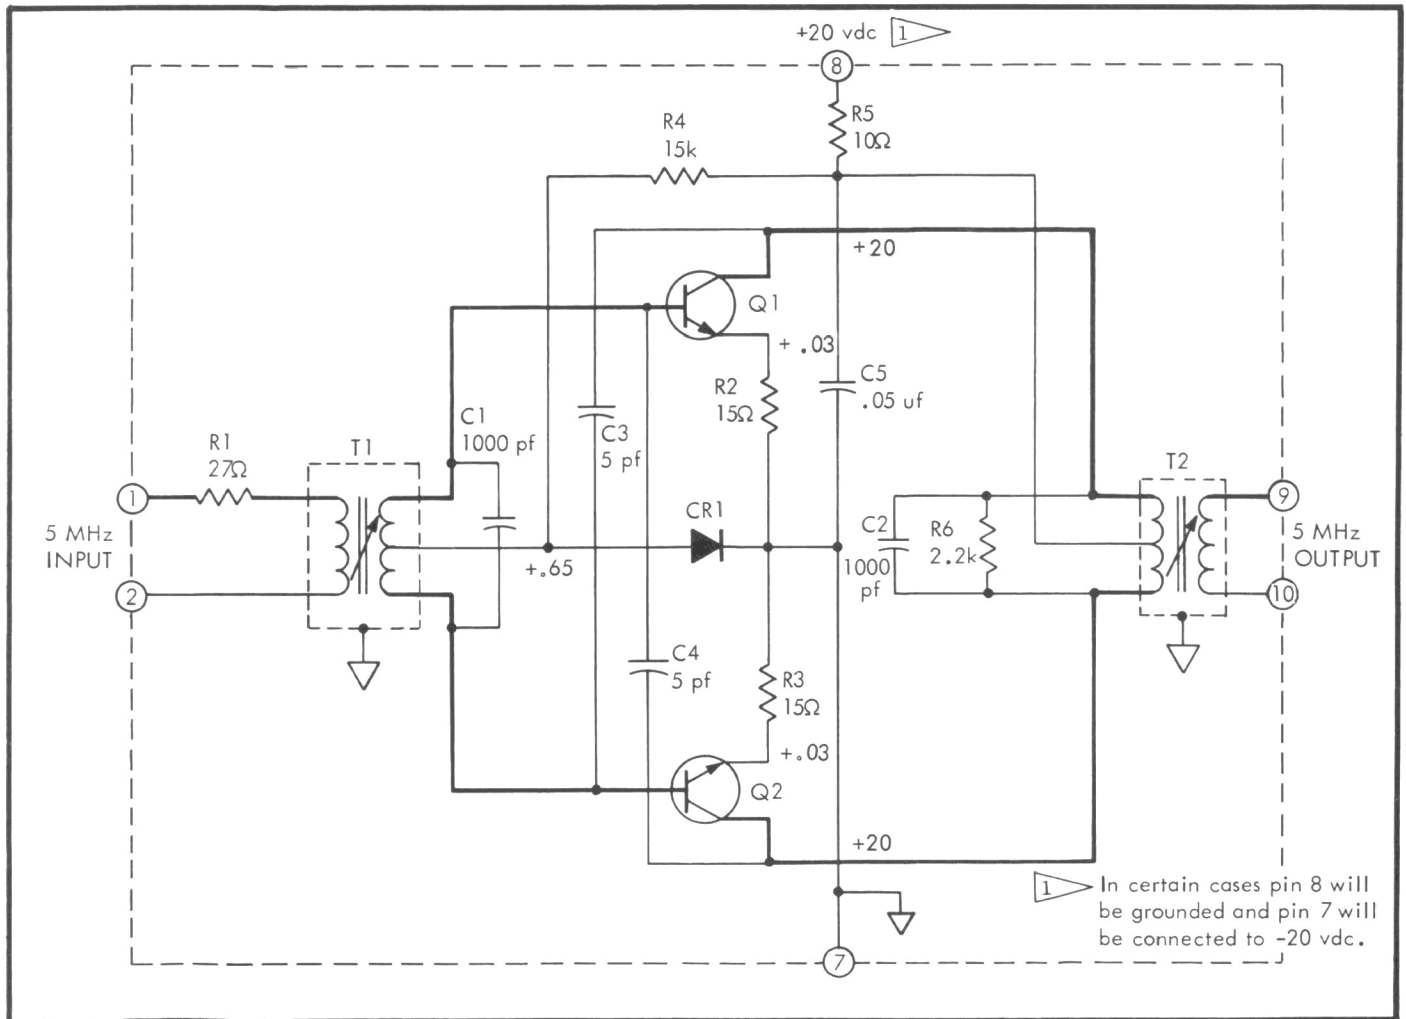 +20 vdc 1
8
R5
10Ω
R4
15k
+20
Q1
+ .03
R2
15Ω
C5
.05 uf
C1
1000 pf
C3
5 pf
R1
27Ω
T1
T2
1
9
5 MHz
INPUT
CR1
+.65
C2
1000
pf
R6
2.2k
5 MHz
OUTPUT
2
10
C4
5 pf
R3
15Ω
+.03
Q2
+20
1 In certain cases pin 8 will
be grounded and pin 7 will
be connected to -20 vdc.
7